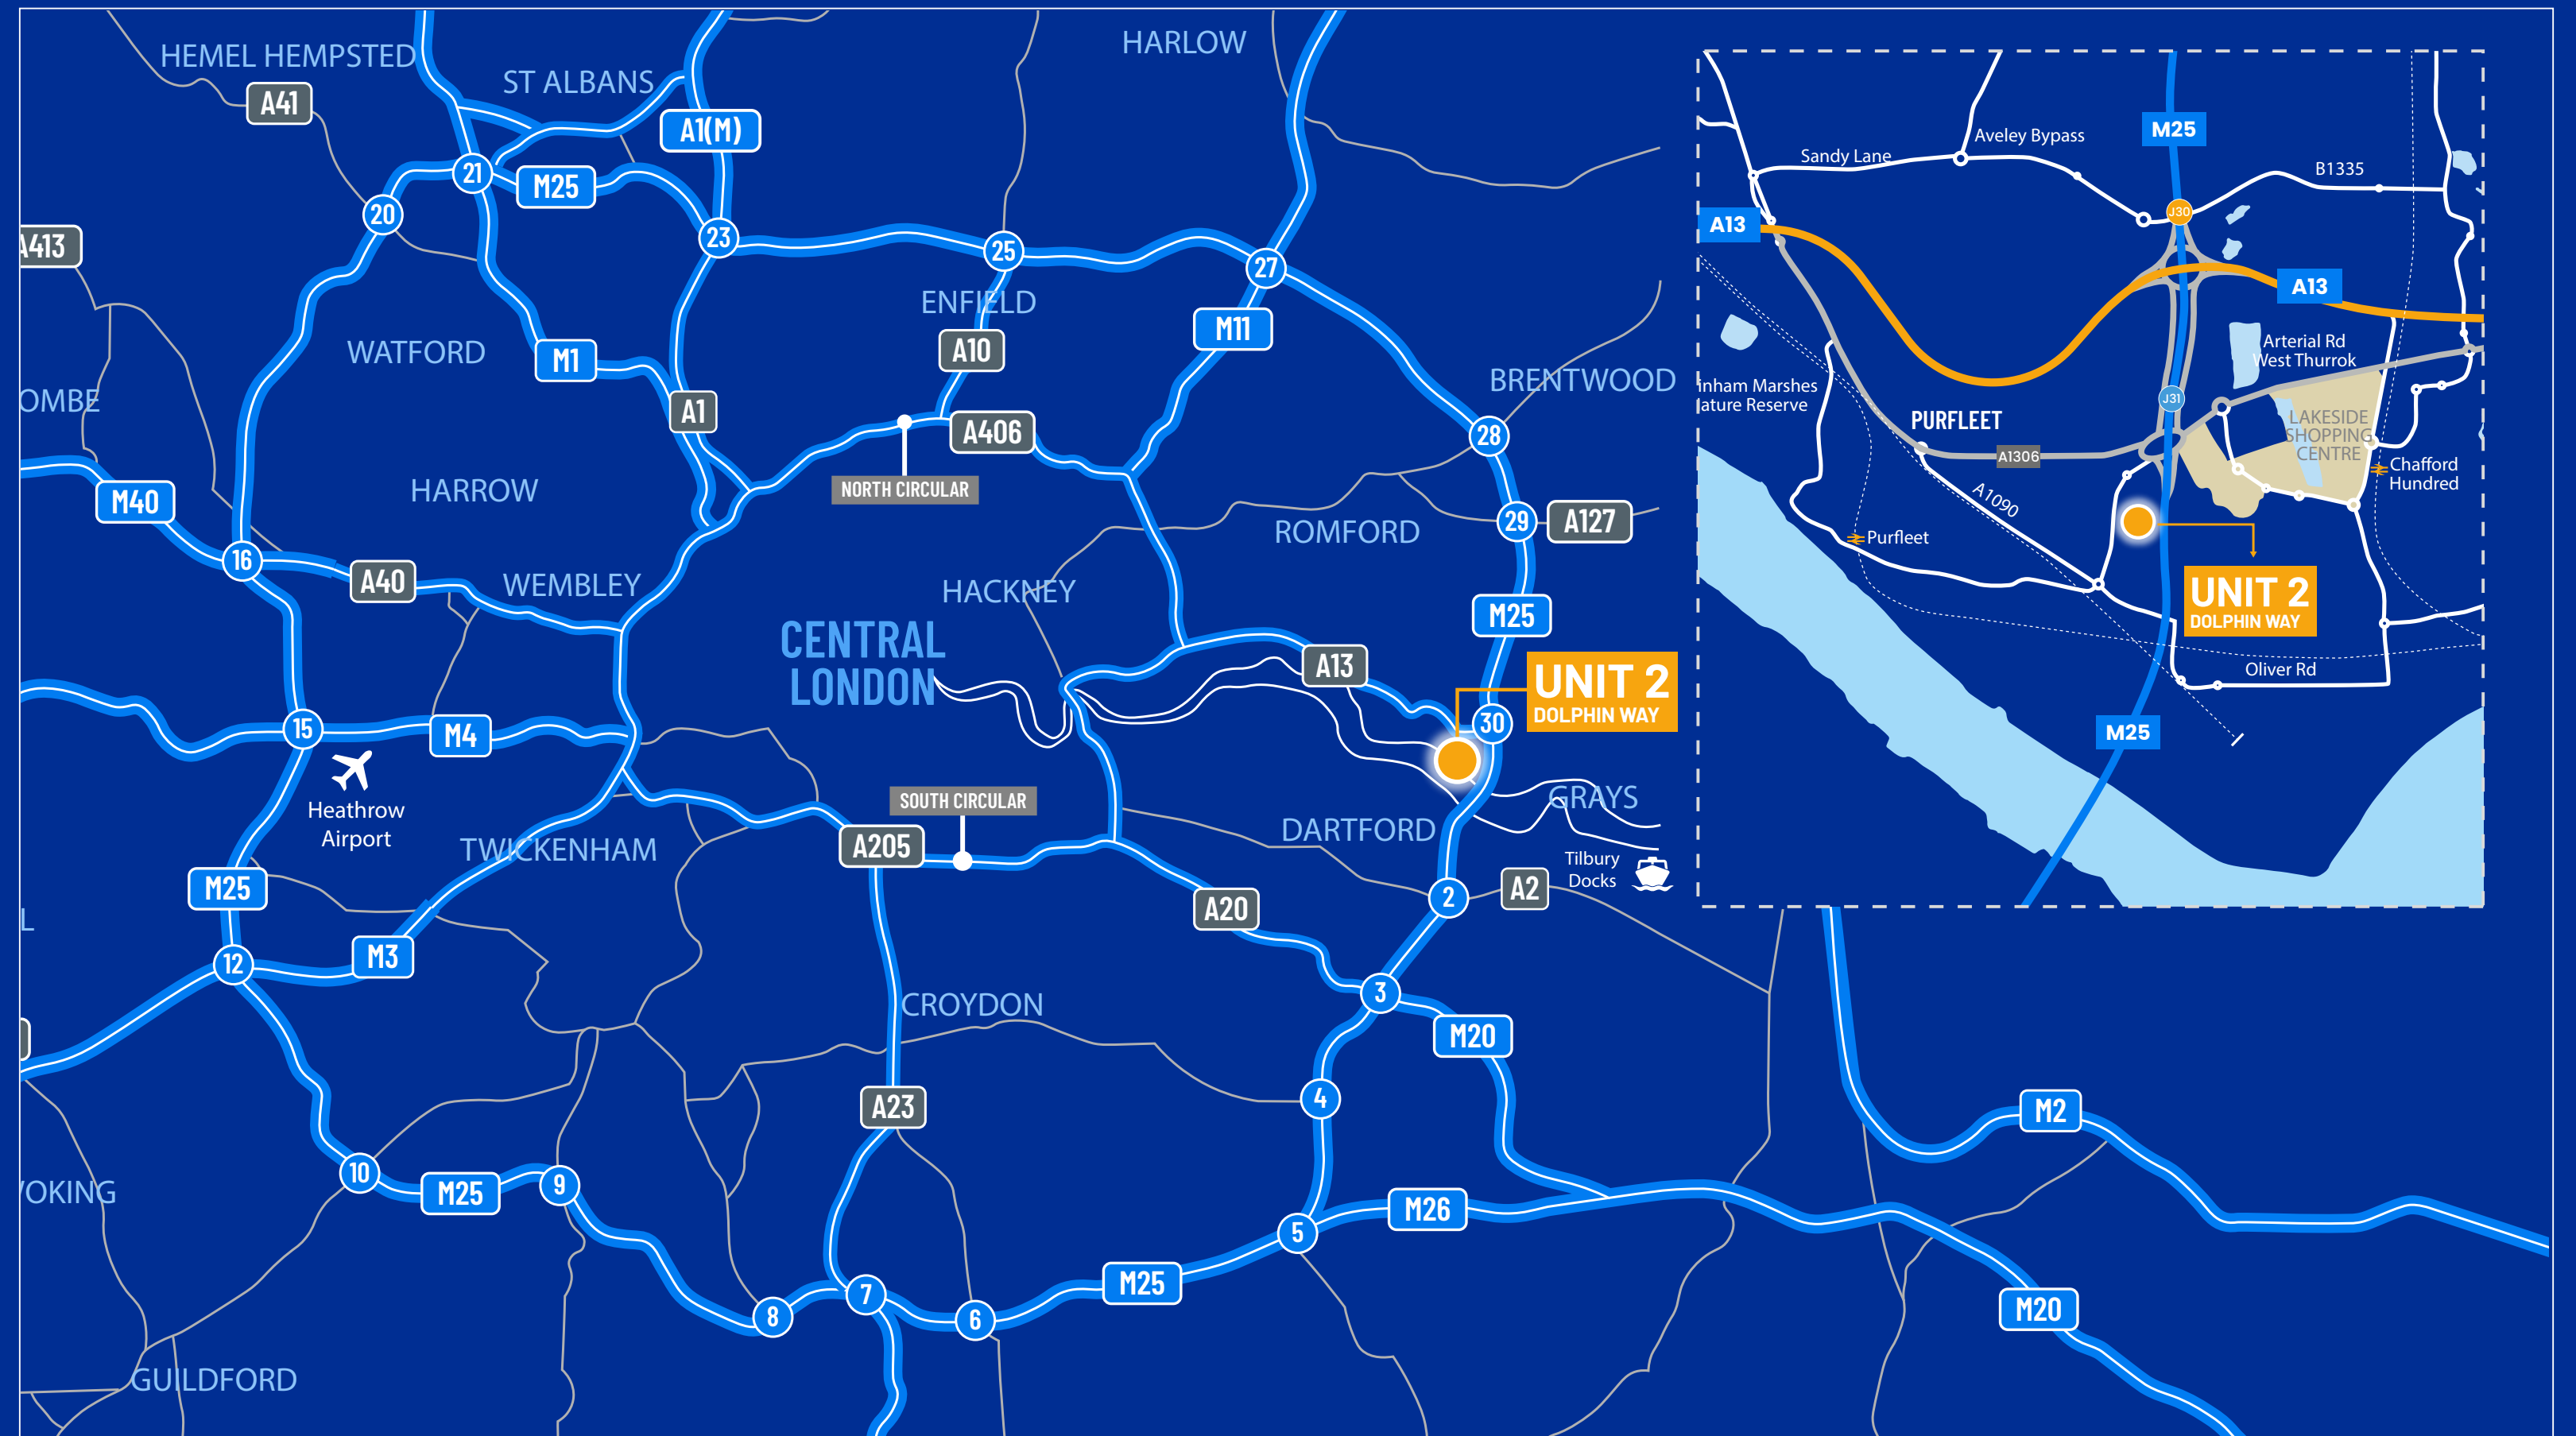 HEMEL HEMPSTED
ST ALBANS
HARLOW
A41
A1(M)
21
M25
20
23
25
27
A413
ENFIELD
WATFORD
M1
A10
M11
BRENTWOOD
OMBE
A1
A406
28
NORTH CIRCULAR
HARROW
M40
ROMFORD
29
A127
16
A40
WEMBLEY
HACKNEY
M25
CENTRAL
LONDON
A13
UNIT 2
DOLPHIN WAY
30
15
M4
Heathrow
Airport
SOUTH CIRCULAR
GRAYS
DARTFORD
TWICKENHAM
A205
Tilbury
Docks
M25
2
A2
A20
L
12
M3
3
CROYDON
M20
4
A23
M2
10
M25
9
OKING
M26
5
M25
7
8
6
M20
GUILDFORD
M25
Aveley Bypass
Sandy Lane
B1335
J30
A13
A13
Arterial Rd
West Thurrok
nham Marshes
ature Reserve
J31
PURFLEET
LAKESIDE
SHOPPING
CENTRE
A1306
Chafford
Hundred
A1090
Purfleet
UNIT 2
DOLPHIN WAY
Oliver Rd
M25